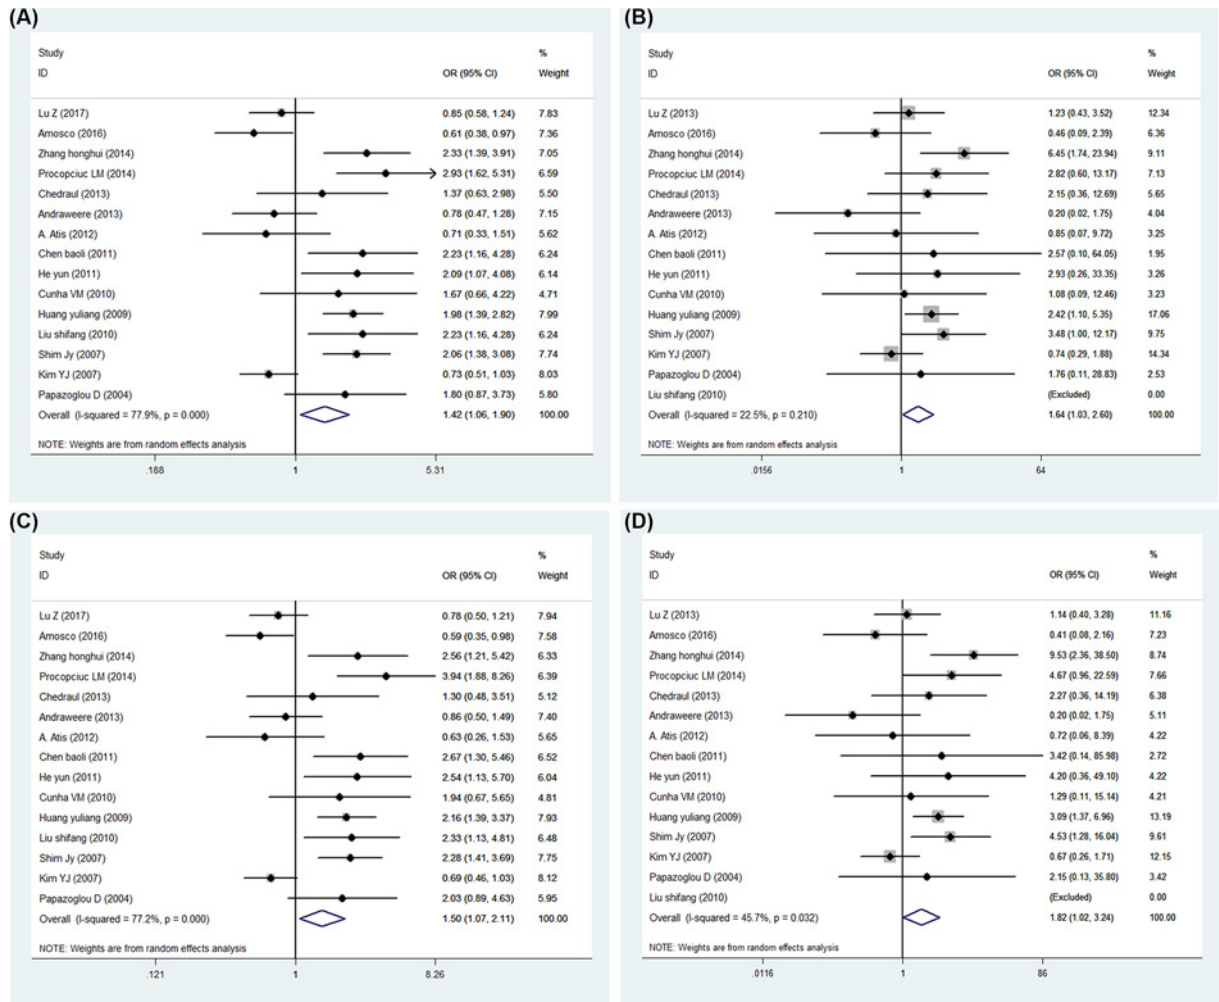 (A)
Study %
ID OR (95% CI) Weight
Lu Z (2017) 0.85 (0.58, 1.24) 7.83
Amosco (2016) 0.61 (0.38, 0.97) 7.36
Zhang honghui (2014) 2.33 (1.39, 3.91) 7.05
Procopciuc LM (2014) 2.93 (1.62, 5.31) 6.59
Chedraul (2013) 1.37 (0.63, 2.98) 5.50
Andraweere (2013) 0.78 (0.47, 1.28) 7.15
A. Atis (2012) 0.71 (0.33, 1.51) 5.62
Chen baoli (2011) 2.23 (1.16, 4.28) 6.24
He yun (2011) 2.09 (1.07, 4.08) 6.14
Cunha VM (2010) 1.67 (0.66, 4.22) 4.71
Huang yuliang (2009) 1.98 (1.39, 2.82) 7.99
Liu shifang (2010) 2.23 (1.16, 4.28) 6.24
Shim Jy (2007) 2.06 (1.38, 3.08) 7.74
Kim YJ (2007) 0.73 (0.51, 1.03) 8.03
Papazoglou D (2004) 1.80 (0.87, 3.73) 5.80
Overall (I-squared = 77.9%, p = 0.000) 1.42 (1.06, 1.90) 100.00
NOTE: Weights are from random effects analysis
.188 1 5.31
(B)
Study %
ID OR (95% CI) Weight
Lu Z (2013) 1.23 (0.43, 3.52) 12.34
Amosco (2016) 0.46 (0.09, 2.39) 6.36
Zhang honghui (2014) 6.45 (1.74, 23.94) 9.11
Procopciuc LM (2014) 2.82 (0.60, 13.17) 7.13
Chedraul (2013) 2.15 (0.36, 12.69) 5.65
Andraweere (2013) 0.20 (0.02, 1.75) 4.04
A. Atis (2012) 0.85 (0.07, 9.72) 3.25
Chen baoli (2011) 2.57 (0.10, 64.05) 1.95
He yun (2011) 2.93 (0.26, 33.35) 3.26
Cunha VM (2010) 1.08 (0.09, 12.46) 3.23
Huang yuliang (2009) 2.42 (1.10, 5.35) 17.06
Shim Jy (2007) 3.48 (1.00, 12.17) 9.75
Kim YJ (2007) 0.74 (0.29, 1.88) 14.34
Papazoglou D (2004) 1.76 (0.11, 28.83) 2.53
Liu shifang (2010) (Excluded) 0.00
Overall (I-squared = 22.5%, p = 0.210) 1.64 (1.03, 2.60) 100.00
NOTE: Weights are from random effects analysis
.0156 1 64
(C)
Study %
ID OR (95% CI) Weight
Lu Z (2017) 0.78 (0.50, 1.21) 7.94
Amosco (2016) 0.59 (0.35, 0.98) 7.58
Zhang honghui (2014) 2.56 (1.21, 5.42) 6.33
Procopciuc LM (2014) 3.94 (1.88, 8.26) 6.39
Chedraul (2013) 1.30 (0.48, 3.51) 5.12
Andraweere (2013) 0.86 (0.50, 1.49) 7.40
A. Atis (2012) 0.63 (0.26, 1.53) 5.65
Chen baoli (2011) 2.67 (1.30, 5.46) 6.52
He yun (2011) 2.54 (1.13, 5.70) 6.04
Cunha VM (2010) 1.94 (0.67, 5.65) 4.81
Huang yuliang (2009) 2.16 (1.39, 3.37) 7.93
Liu shifang (2010) 2.33 (1.13, 4.81) 6.48
Shim Jy (2007) 2.28 (1.41, 3.69) 7.75
Kim YJ (2007) 0.69 (0.46, 1.03) 8.12
Papazoglou D (2004) 2.03 (0.89, 4.63) 5.95
Overall (I-squared = 77.2%, p = 0.000) 1.50 (1.07, 2.11) 100.00
NOTE: Weights are from random effects analysis
.121 1 8.26
(D)
Study %
ID OR (95% CI) Weight
Lu Z (2013) 1.14 (0.40, 3.28) 11.16
Amosco (2016) 0.41 (0.08, 2.16) 7.23
Zhang honghui (2014) 9.53 (2.36, 38.50) 8.74
Procopciuc LM (2014) 4.67 (0.96, 22.59) 7.66
Chedraul (2013) 2.27 (0.36, 14.19) 6.38
Andraweere (2013) 0.20 (0.02, 1.75) 5.11
A. Atis (2012) 0.72 (0.06, 8.39) 4.22
Chen baoli (2011) 3.42 (0.14, 85.98) 2.72
He yun (2011) 4.20 (0.36, 49.10) 4.22
Cunha VM (2010) 1.29 (0.11, 15.14) 4.21
Huang yuliang (2009) 3.09 (1.37, 6.96) 13.19
Shim Jy (2007) 4.53 (1.28, 16.04) 9.61
Kim YJ (2007) 0.67 (0.26, 1.71) 12.15
Papazoglou D (2004) 2.15 (0.13, 35.80) 3.42
Liu shifang (2010) (Excluded) 0.00
Overall (I-squared = 45.7%, p = 0.032) 1.82 (1.02, 3.24) 100.00
NOTE: Weights are from random effects analysis
.0116 1 86